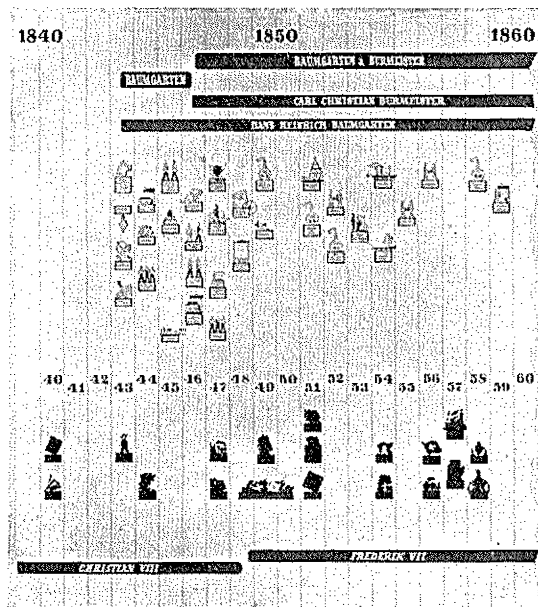 1840 1850 1860
BAUMGARTEN & BURMEISTER
BAUMGARTEN
CARL CHRISTIAN BURMEISTER
HANS HEINRICH BAUMGARTEN
40 41 42 43 44 45 46 47 48 49 50 51 52 53 54 55 56 57 58 59 60
FREDERIK VII
CHRISTIAN VIII